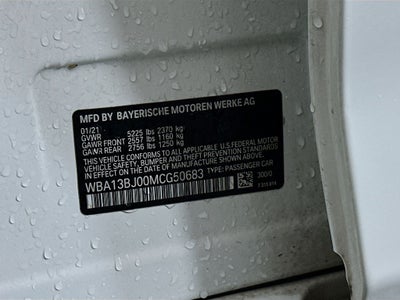 MFD BY BAYERISCHE MOTOREN WERKE AG
01/21
GVWR 5225 lbs 2370 kg
GAWR FRONT 2557 lbs 1160 kg
GAWR REAR 2756 lbs 1250 kg
THIS VEHICLE CONFORMS TO ALL APPLICABLE U.S. FEDERAL MOTOR
VEHICLE SAFETY, BUMPER, AND THEFT PREVENTION STANDARDS IN
EFFECT ON THE DATE OF MANUFACTURE SHOWN ABOVE.
WBA13BJ00MCG50683 TYPE: PASSENGER CAR
300/0